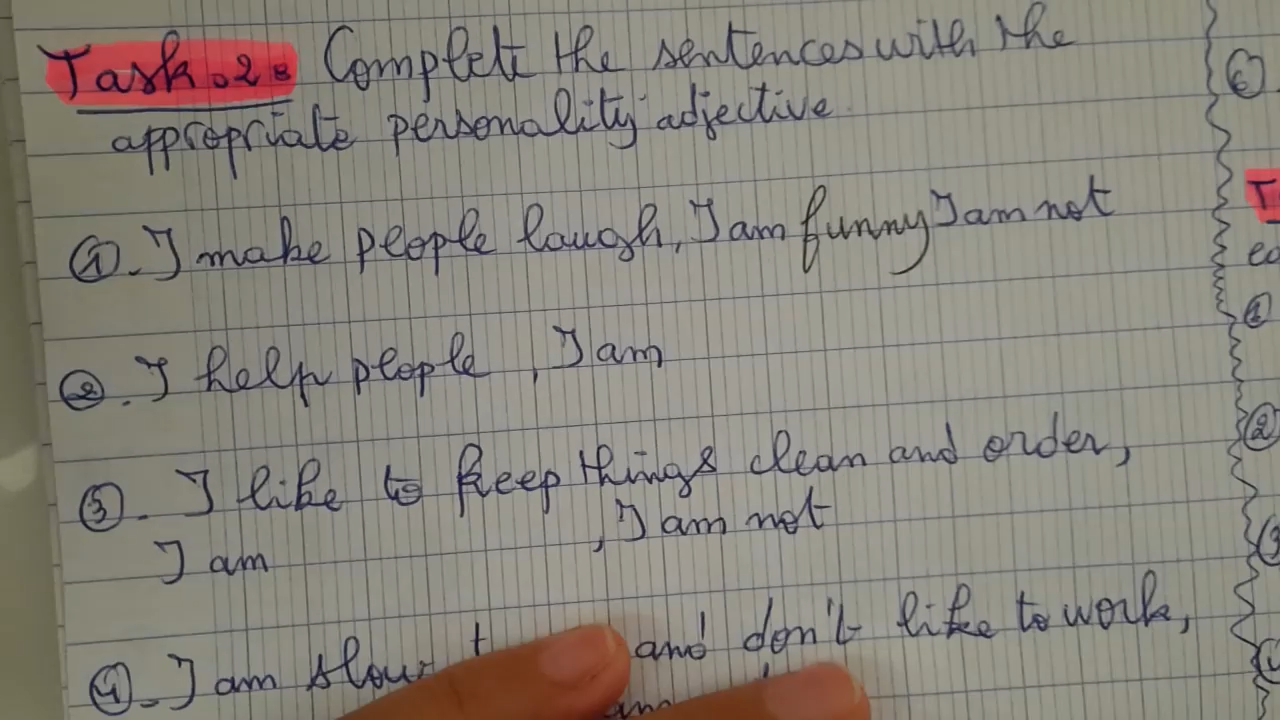 Task.2: Complete the sentences with the
appropriate personality adjective.
①. I make people laugh, I am funny I am not
②. I help people, I am
③. I like to keep things clean and order,
I am , I am not
④. I am slow and don't like to work,
②